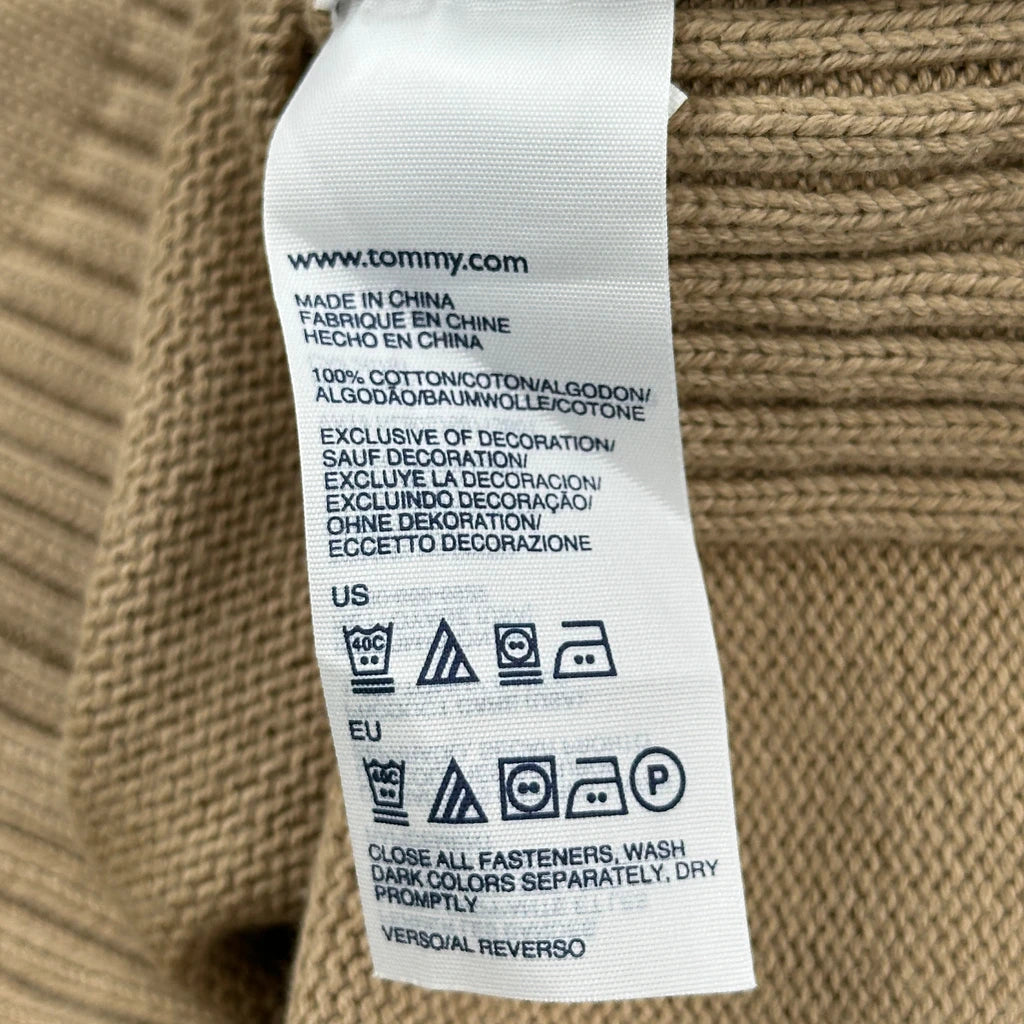 www.tommy.com
MADE IN CHINA
FABRIQUE EN CHINE
HECHO EN CHINA
100% COTTON/COTON/ALGODON/
ALGODÃO/BAUMWOLLE/COTONE
EXCLUSIVE OF DECORATION/
SAUF DECORATION/
EXCLUYE LA DECORACION/
EXCLUINDO DECORAÇÃO/
OHNE DEKORATION/
ECCETTO DECORAZIONE
US
40C
EU
40C
P
CLOSE ALL FASTENERS, WASH
DARK COLORS SEPARATELY, DRY
PROMPTLY
VERSO/AL REVERSO